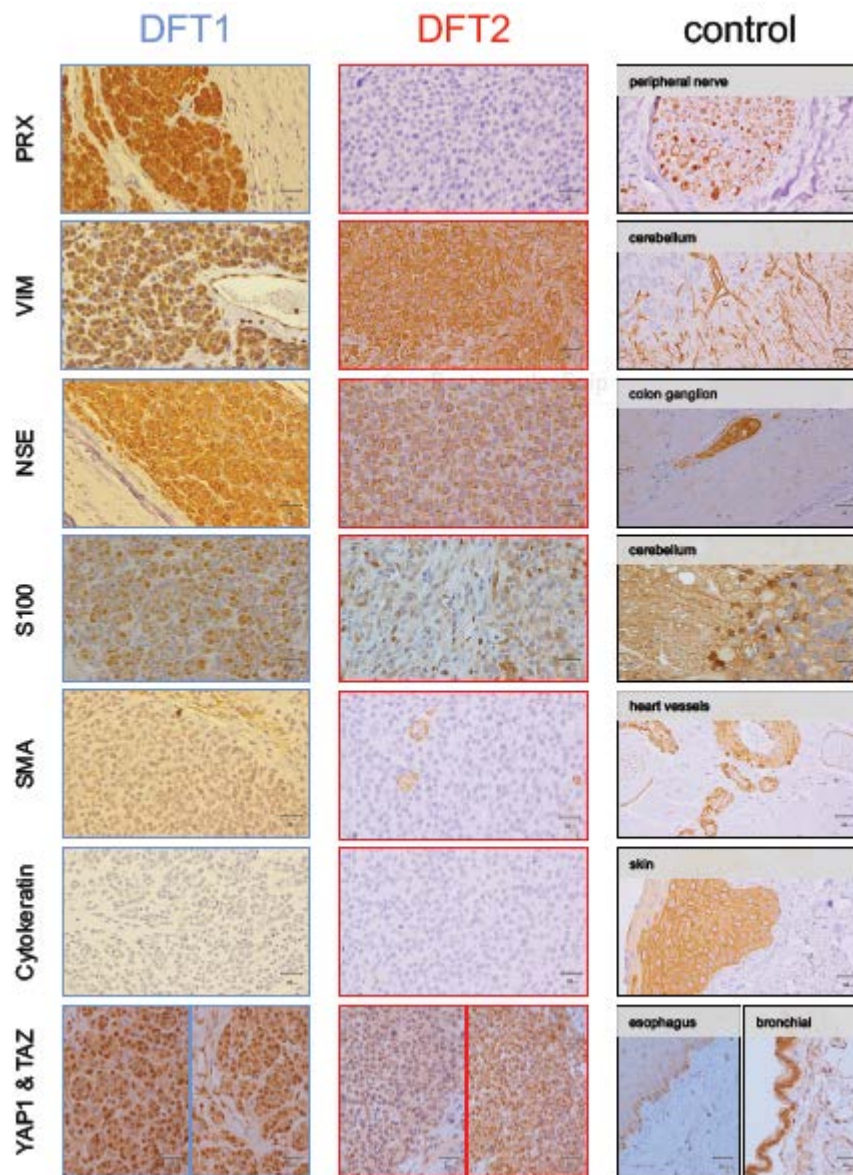 DFT1 DFT2 control
PRX
peripheral nerve
VIM
cerebellum
NSE
colon ganglion
S100
cerebellum
SMA
heart vessels
Cytokeratin
skin
YAP1 & TAZ
esophagus bronchial